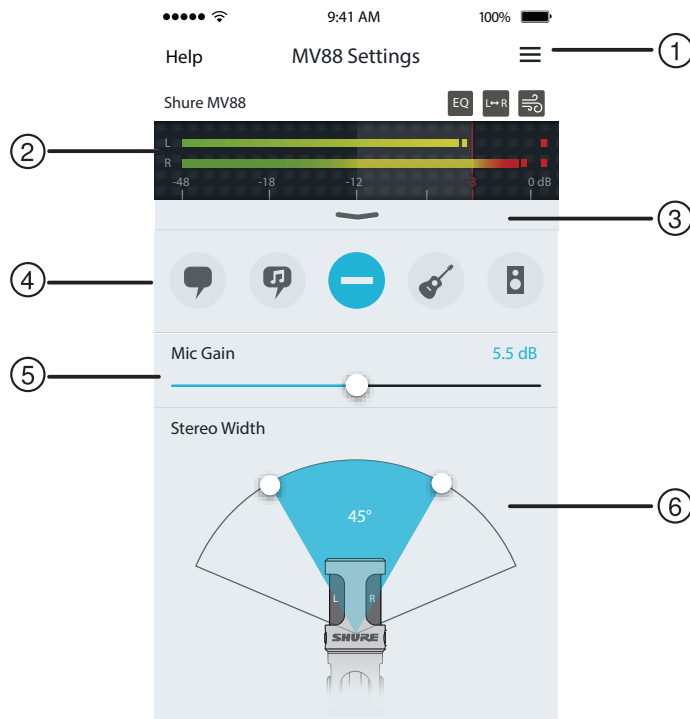 9:41 AM 100%
Help MV88 Settings
1
Shure MV88 EQ L↔R
L
2
R
-48 -18 -12 -3 0 dB
3
4
Mic Gain 5.5 dB
5
Stereo Width
45°
6
L R
SHURE